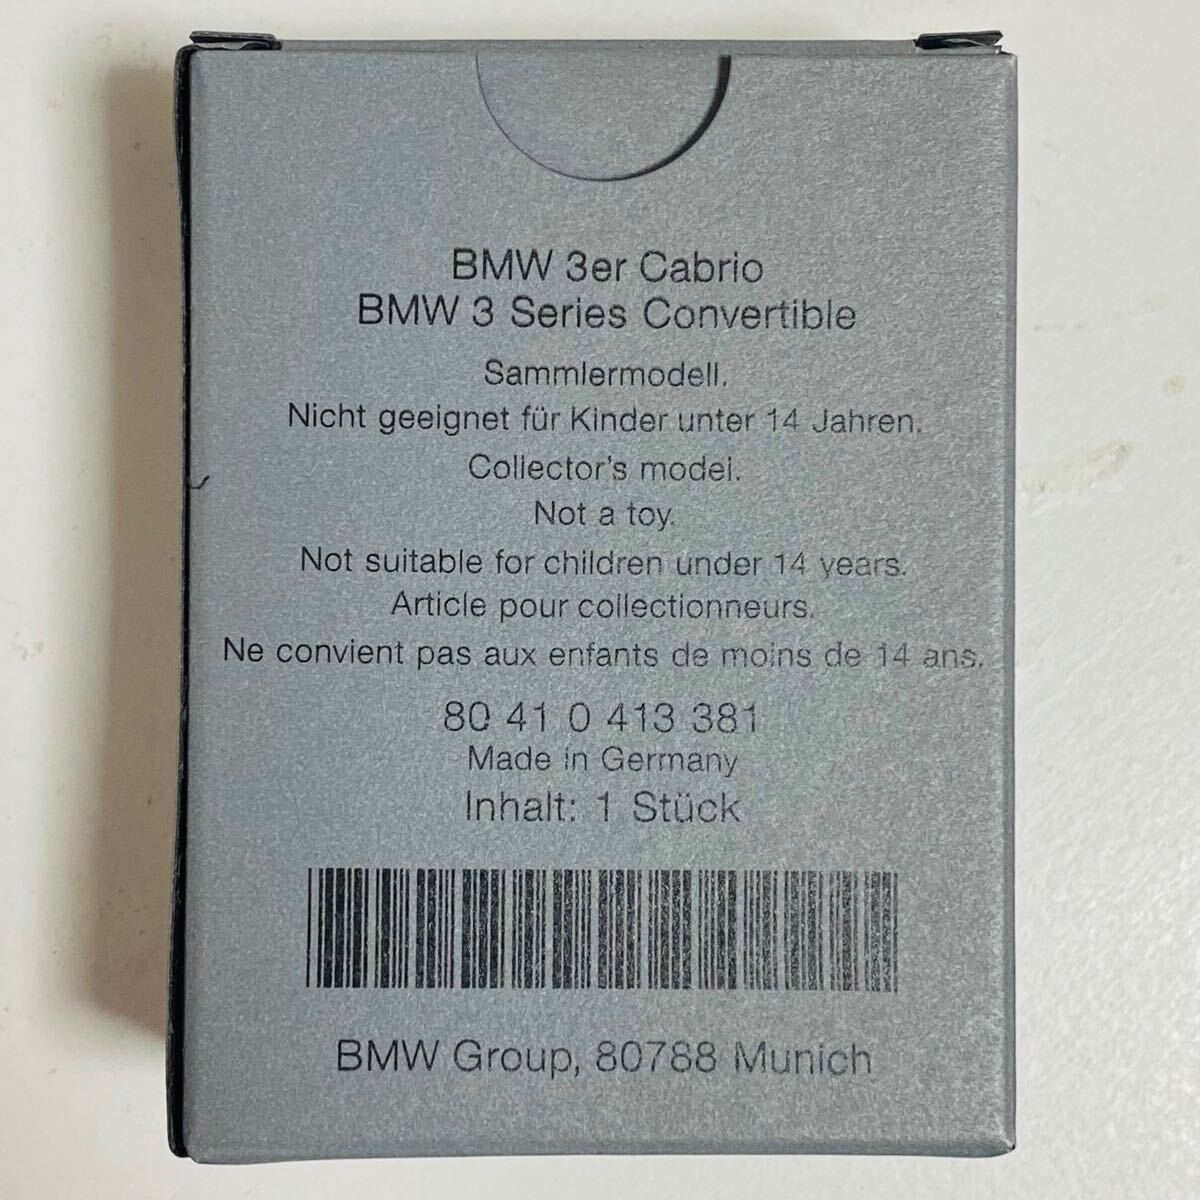 BMW 3er Cabrio
BMW 3 Series Convertible
Sammlermodell.
Nicht geeignet für Kinder unter 14 Jahren.
Collector's model.
Not a toy.
Not suitable for children under 14 years.
Article pour collectionneurs.
Ne convient pas aux enfants de moins de 14 ans.
80 41 0 413 381
Made in Germany
Inhalt: 1 Stück
BMW Group, 80788 Munich